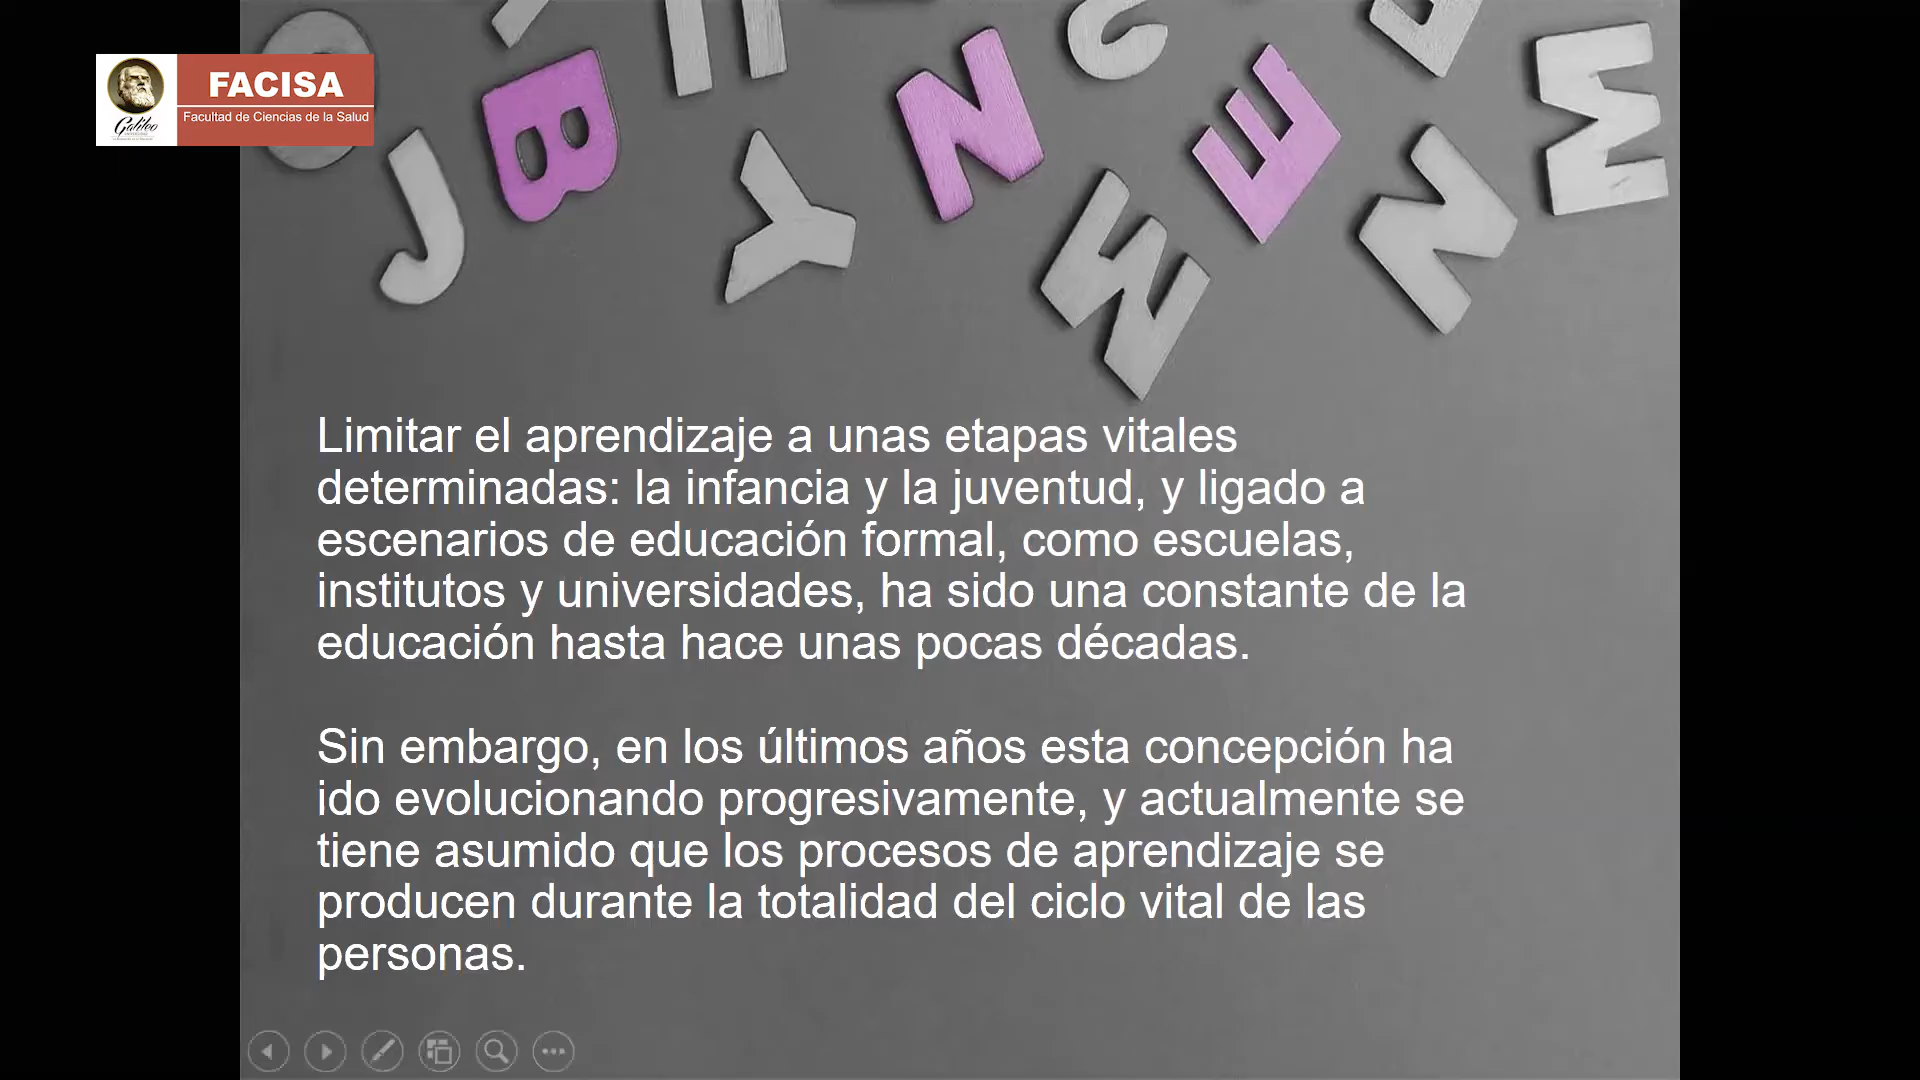 FACISA
Facultad de Ciencias de la Salud
Galileo
J
B
Y
N
E
N
Limitar el aprendizaje a unas etapas vitales
determinadas: la infancia y la juventud, y ligado a
escenarios de educación formal, como escuelas,
institutos y universidades, ha sido una constante de la
educación hasta hace unas pocas décadas.
Sin embargo, en los últimos años esta concepción ha
ido evolucionando progresivamente, y actualmente se
tiene asumido que los procesos de aprendizaje se
producen durante la totalidad del ciclo vital de las
personas.